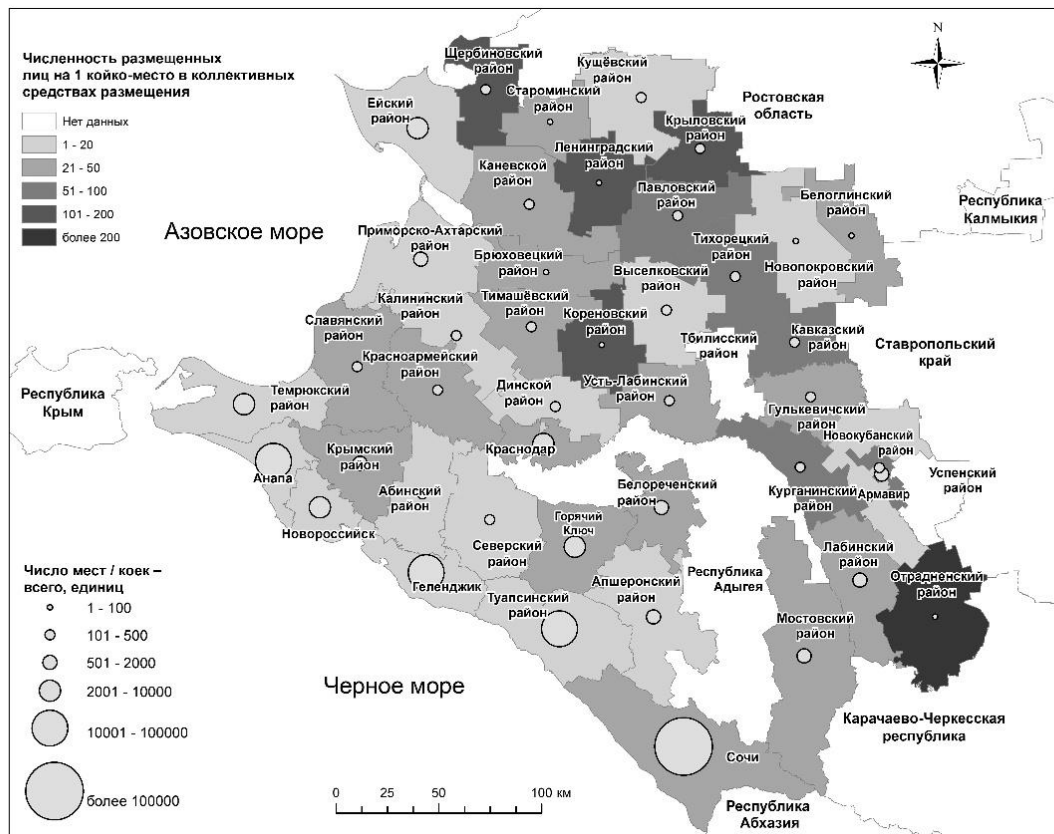 Численность размещенных
лиц на 1 койко-место в коллективных
средствах размещения
Нет данных
1 - 20
21 - 50
51 - 100
101 - 200
более 200
N
Щербиновский
район
Кущёвский
район
Староминский
район
Ейский
район
Ростовская
область
Крыловский
район
Ленинградский
район
Каневской
район
Павловский
район
Белоглинский
район
Республика
Калмыкия
Азовское море
Приморско-Ахтарский
район
Брюховецкий
район
Тихорецкий
район
Новопокровский
район
Выселковский
район
Калининский
район
Тимашёвский
район
Кореновский
район
Славянский
район
Тбилисский
район
Кавказский
район
Ставропольский
край
Красноармейский
район
Республика
Крым
Темрюкский
район
Динской
район
Усть-Лабинский
район
Гулькевичский
район
Новокубанский
район
Краснодар
Крымский
район
Анапа
Абинский
район
Белореченский
район
Курганинский
район
Армавир
Успенский
район
Новороссийск
Горячий
Ключ
Северский
район
Лабинский
район
Отрадненский
район
Геленджик
Апшеронский
район
Республика
Адыгея
Туапсинский
район
Мостовский
район
Черное море
Карачаево-Черкесская
республика
Сочи
Республика
Абхазия
Число мест / коек –
всего, единиц
1 - 100
101 - 500
501 - 2000
2001 - 10000
10001 - 100000
более 100000
0 25 50 100 км